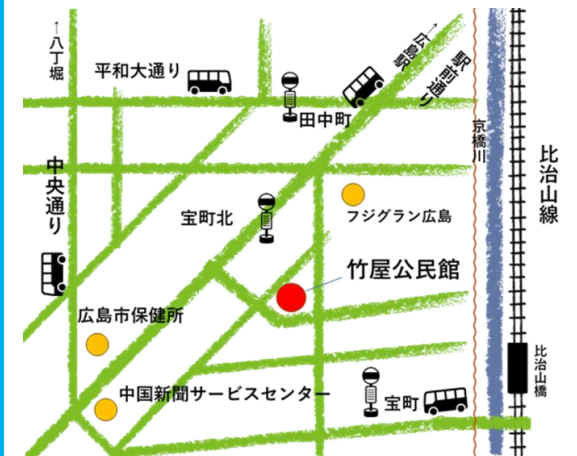 ←八丁堀
平和大通り
→広島駅
駅前通り
田中町
京橋川
比治山線
中央通り
宝町北
フジグラン広島
竹屋公民館
広島市保健所
中国新聞サービスセンター
宝町
比治山橋